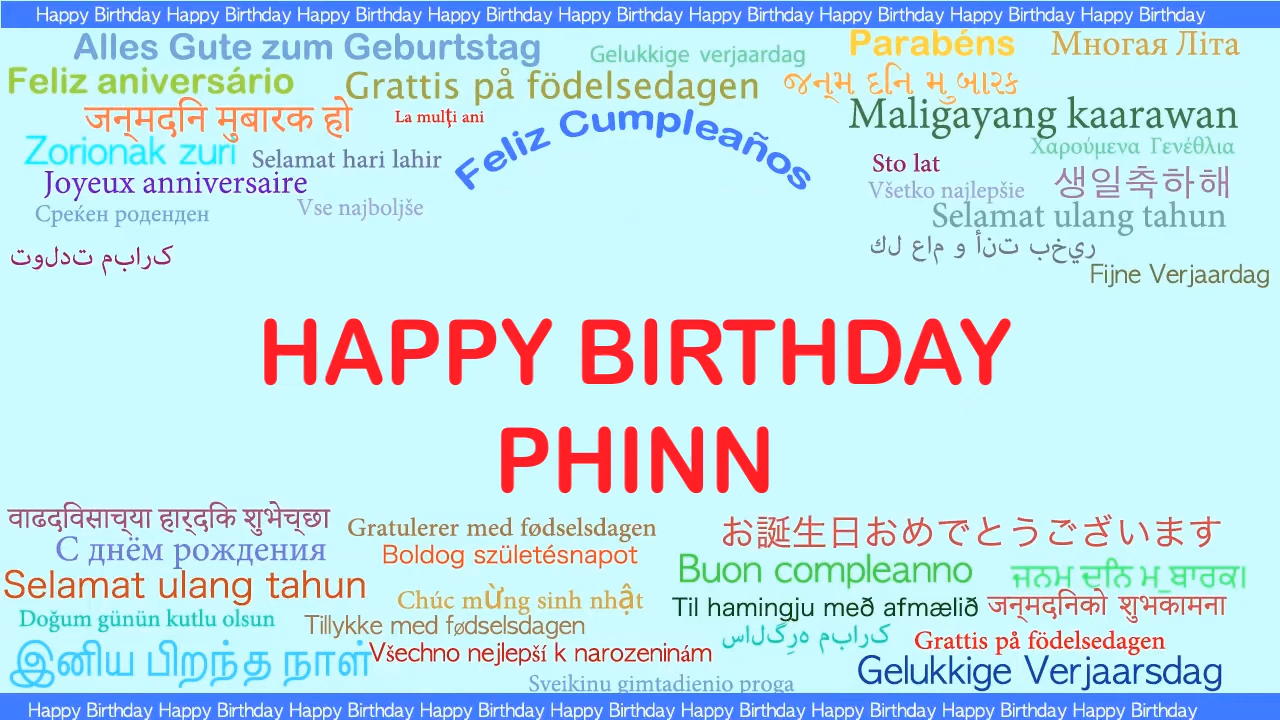 Happy Birthday Happy Birthday Happy Birthday Happy Birthday Happy Birthday Happy Birthday Happy Birthday Happy Birthday Happy Birthday
Alles Gute zum Geburtstag
Gelukkige verjaardag
Parabéns
Многая Літа
Feliz aniversário
Grattis på födelsedagen
જન્મ દનિ મુ બારક
जन्मदनि मुबारक हो
La mulţi ani
Feliz Cumpleaños
Maligayang kaarawan
Zorionak zuri
Selamat hari lahir
Sto lat
Χαρούμενα Γενέθλια
Joyeux anniversaire
Všetko najlepšie
생일축하해
Среќен роденден
Vse najboljše
Selamat ulang tahun
تولدت مبارک
كل عام و أنت بخير
Fijne Verjaardag
HAPPY BIRTHDAY
PHINN
वाढदविसाच्या हार्दकि शुभेच्छा
Gratulerer med fødselsdagen
お誕生日おめでとうございます
С днём рождения
Boldog születésnapot
Buon compleanno
ਜਨਮ ਦਨਿ ਮੁ ਬਾਰਕ।
Selamat ulang tahun
Chúc mừng sinh nhật
Til hamingju með afmælið
जन्मदनिको शुभकामना
Doğum günün kutlu olsun
Tillykke med fødselsdagen
سالگرہ مبارک
Grattis på födelsedagen
இனிய பிறந்த நாள்
Všechno nejlepší k narozeninám
Gelukkige Verjaarsdag
Sveikinu gimtadienio proga
Happy Birthday Happy Birthday Happy Birthday Happy Birthday Happy Birthday Happy Birthday Happy Birthday Happy Birthday Happy Birthday